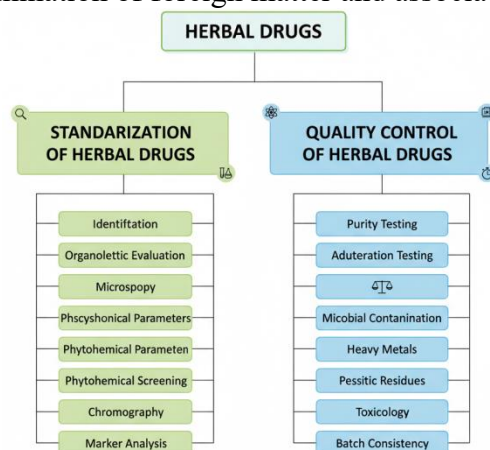 HERBAL DRUGS
STANDARIZATION
OF HERBAL DRUGS
Identiftation
Organolettic Evaluation
Microspopy
Phscyshonical Parameters
Phytohemical Parameten
Phytohemical Screening
Chromography
Marker Analysis
QUALITY CONTROL
OF HERBAL DRUGS
Purity Testing
Aduteration Testing
Micobial Contanination
Heavy Metals
Pessitic Residues
Toxicology
Batch Consistency